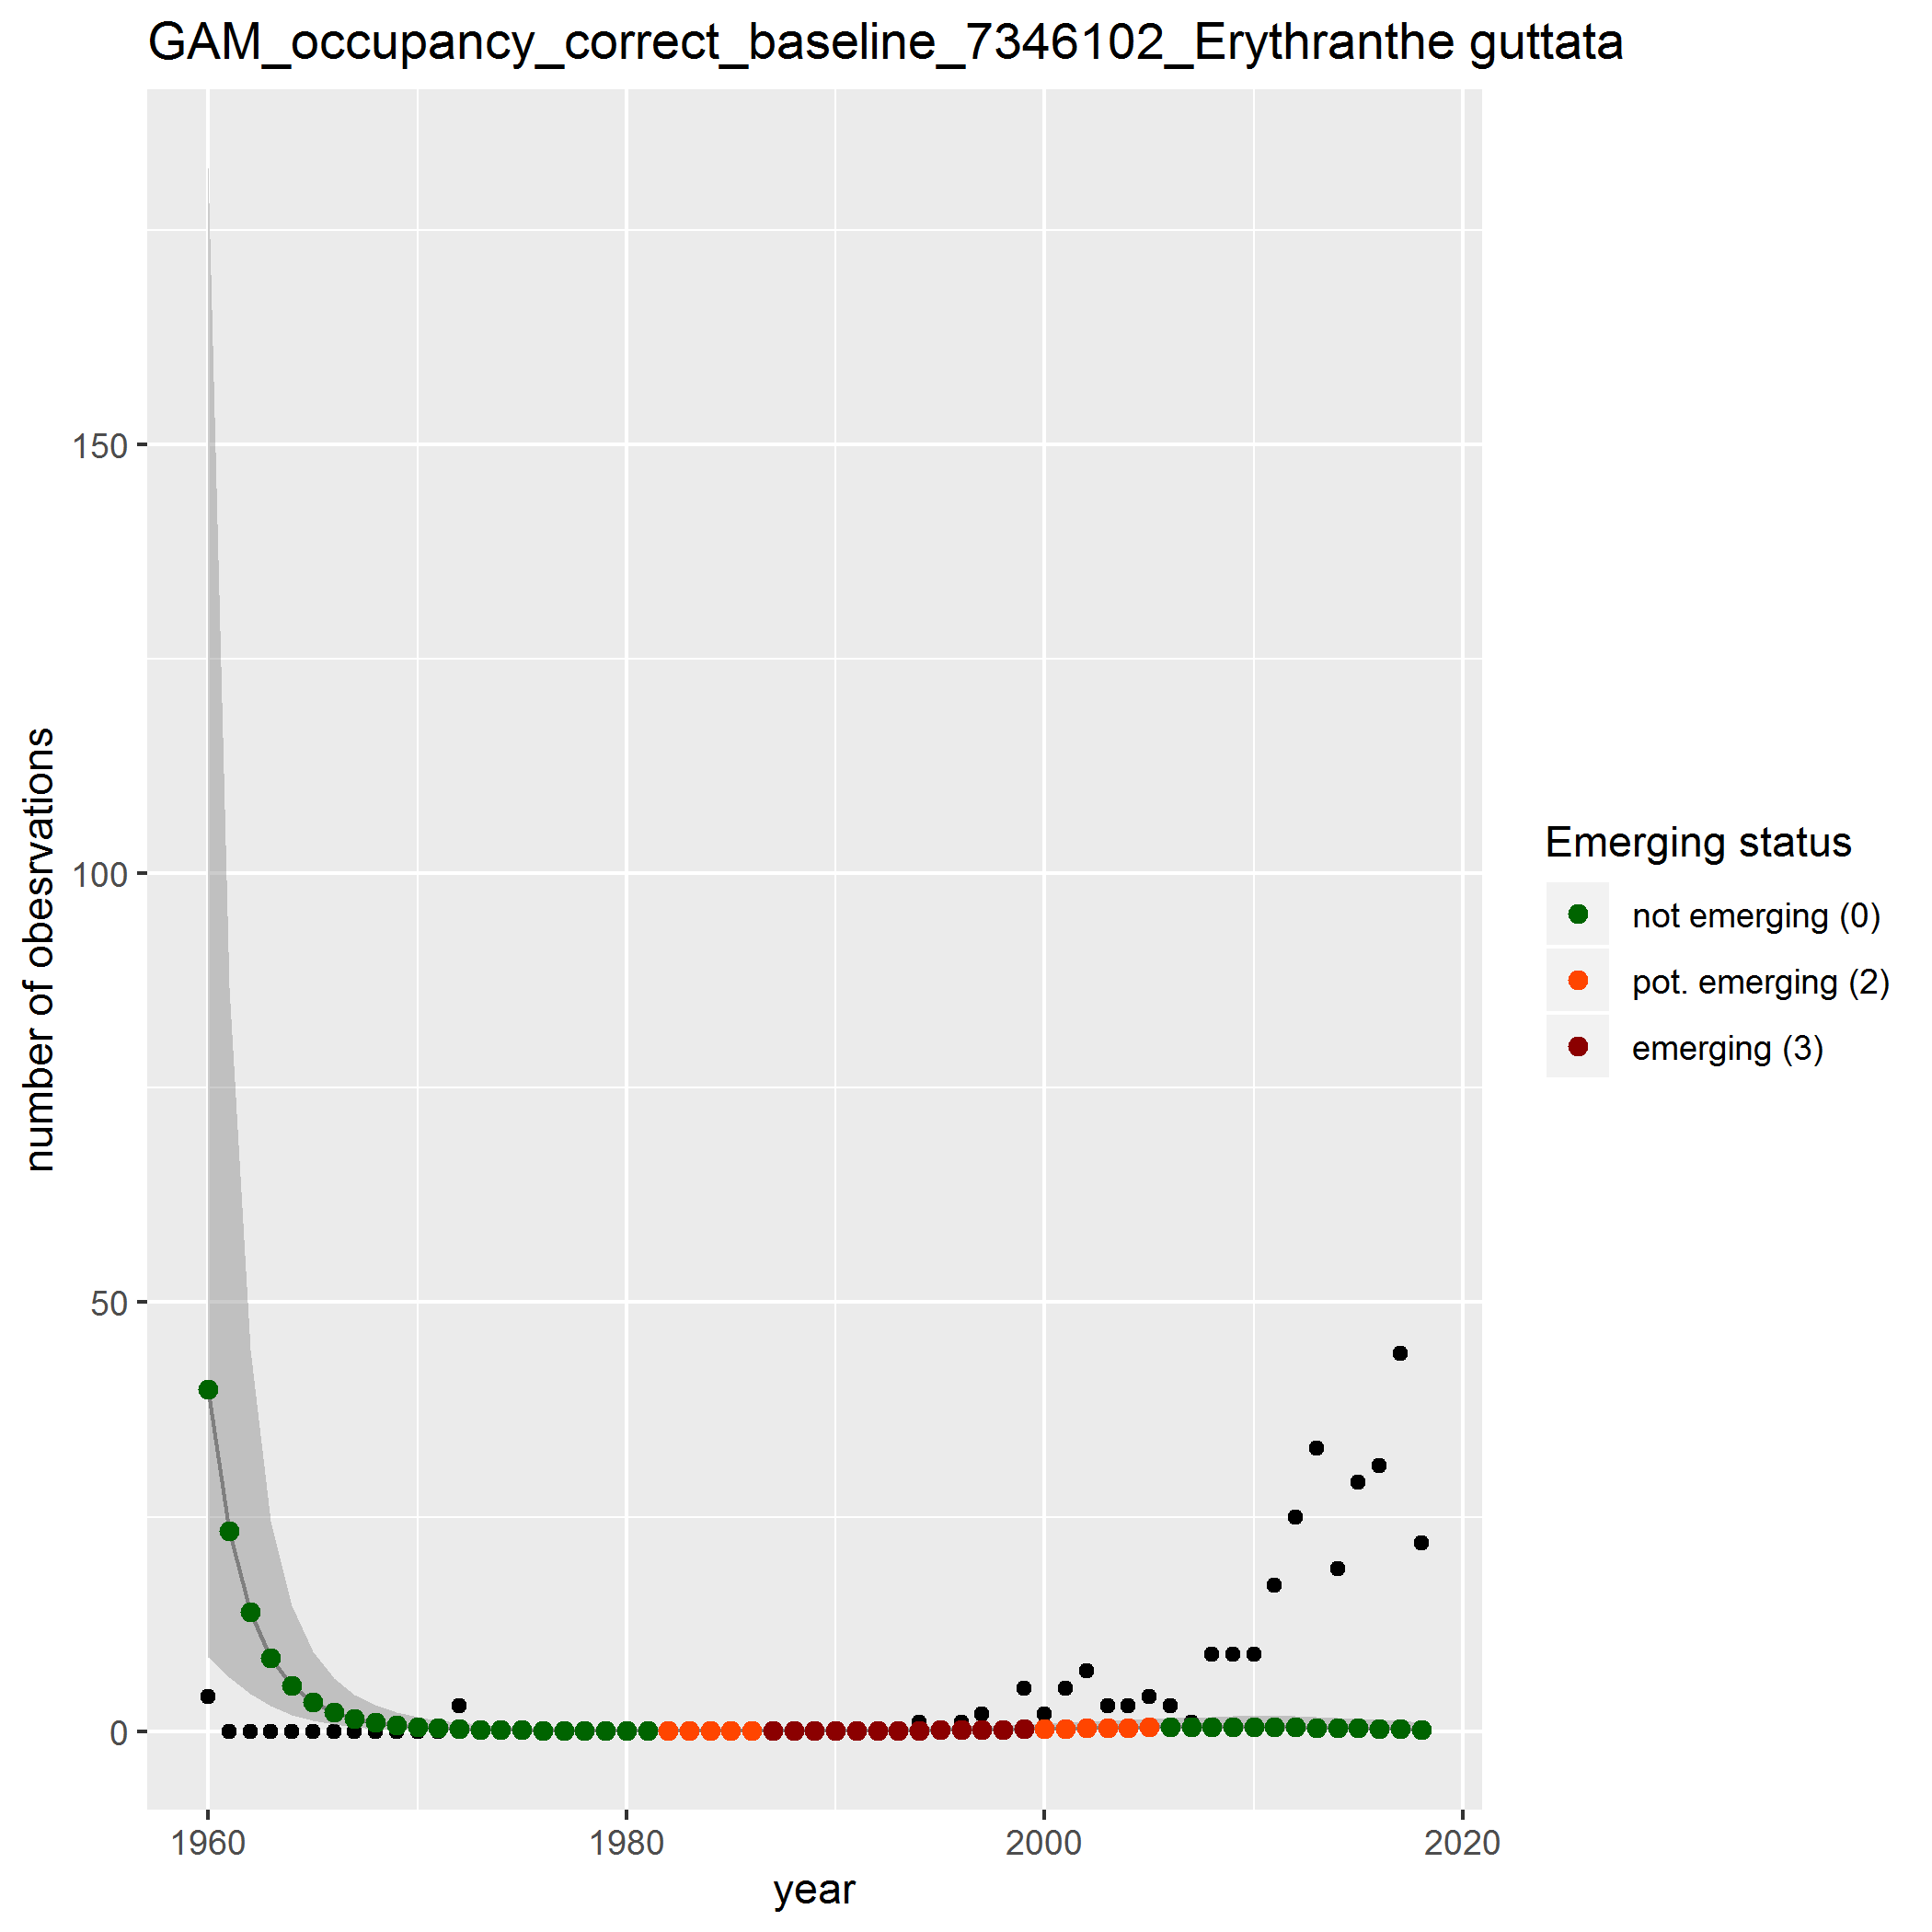 GAM_occupancy_correct_baseline_7346102_Erythranthe guttata
number of obesrvations
150
100
50
0
1960
1980
2000
2020
year
Emerging status
not emerging (0)
pot. emerging (2)
emerging (3)